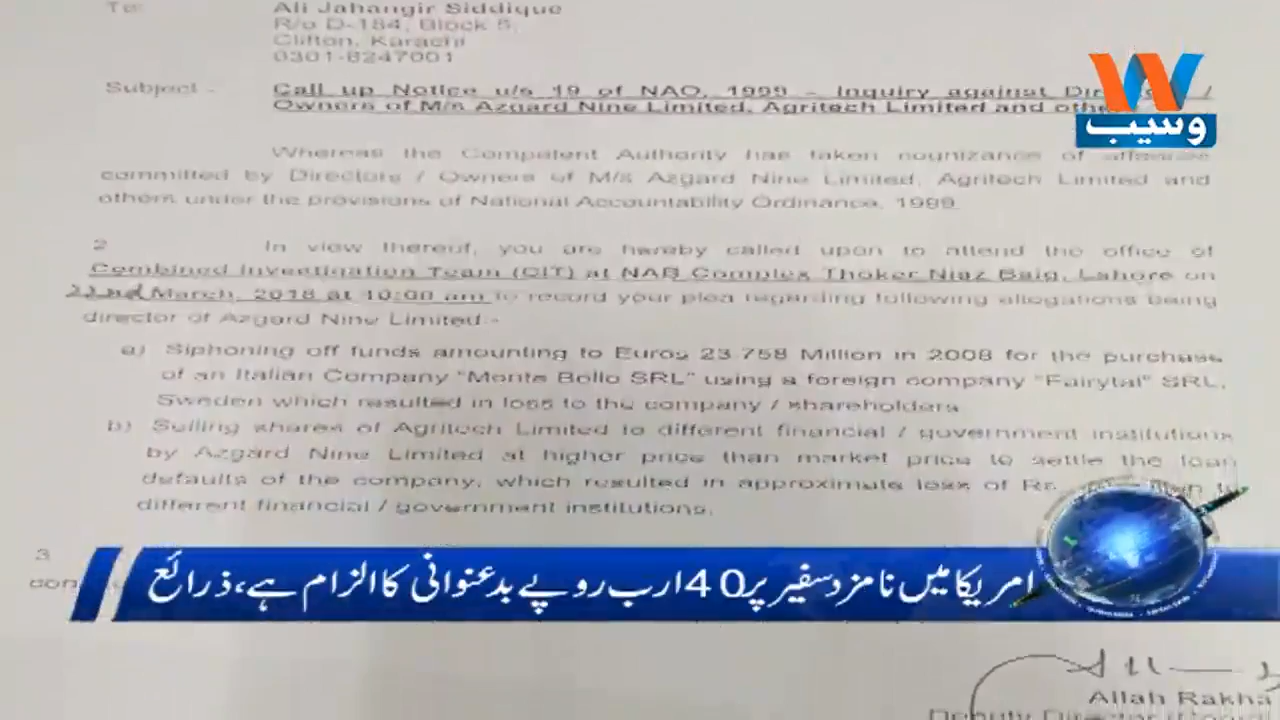 To:
Ali Jahangir Siddique
R/o D-184, Block 5,
Clifton, Karachi
0301-8247001
Subject:-
Call up Notice u/s 19 of NAO, 1999 – Inquiry against /
Owners of M/s Azgard Nine Limited, Agritech Limited and
W
وسیب
Whereas the Competent Authority has taken cognizance of offences
committed by Directors / Owners of M/s Azgard Nine Limited, Agritech Limited and
others under the provisions of National Accountability Ordinance, 1999.
2 In view thereof, you are hereby called upon to attend the office of
Combined Investigation Team (CIT) at NAB Complex Thoker Niaz Baig, Lahore on
22nd March, 2018 at 10:00 am to record your plea regarding following allegations being
director of Azgard Nine Limited:-
a) Siphoning off funds amounting to Euros 23.758 Million in 2008 for the purchase
of an Italian Company "Monte Bello SRL" using a foreign company "Fairytal" SRL,
Sweden which resulted in loss to the company / shareholders.
b) Selling shares of Agritech Limited to different financial / government institutions
by Azgard Nine Limited at higher price than market price to settle the loan
defaults of the company, which resulted in approximate loss of Rs. to
different financial / government institutions.
3
امریکا میں نامزد سفیر پر 40 ارب روپے بدعنوانی کا الزام ہے، ذرائع
Allah Rakha
Deputy Director